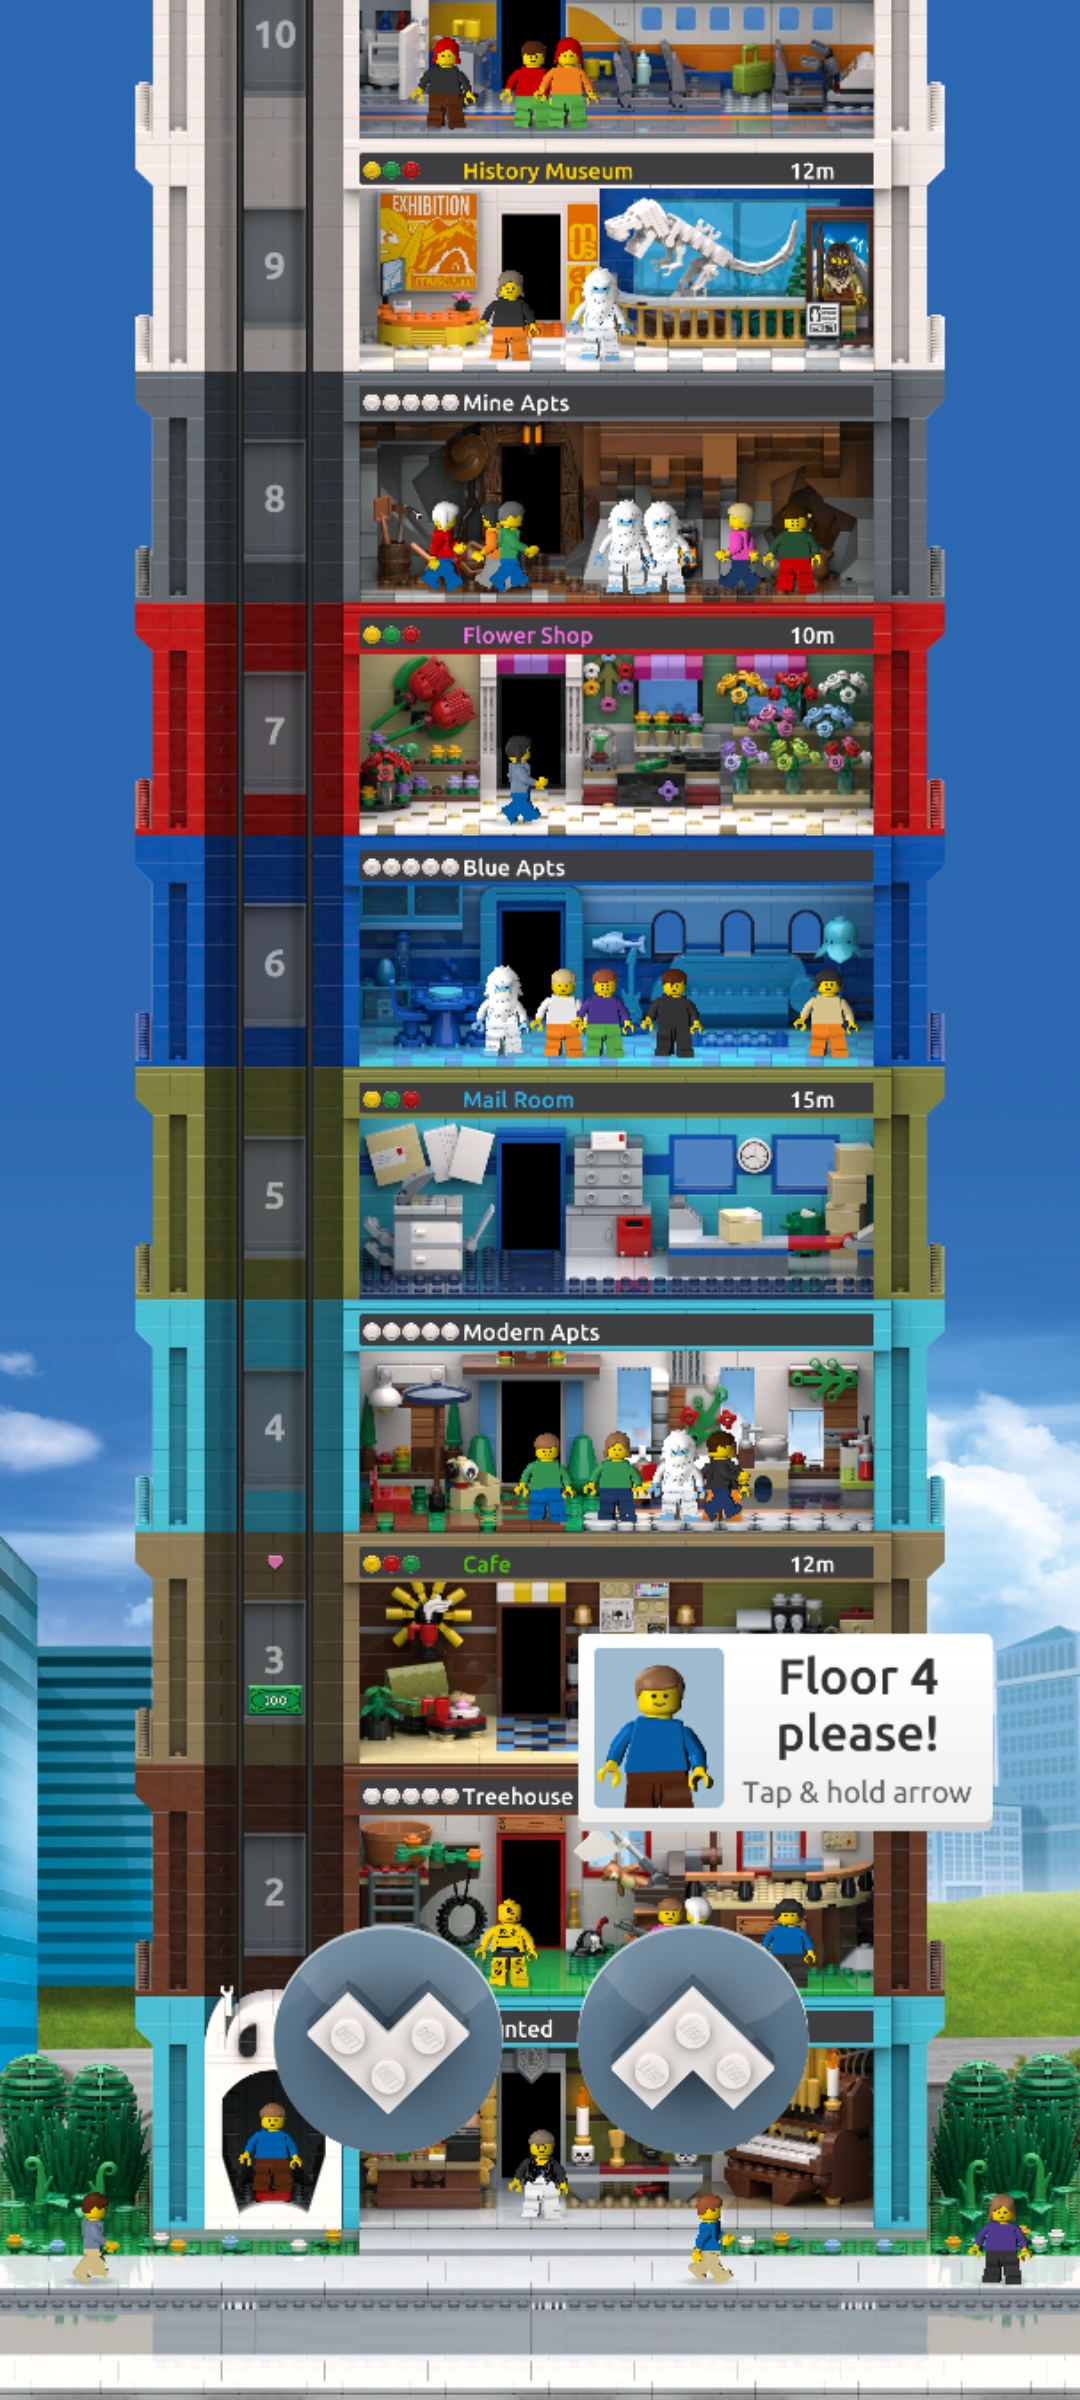 10
History Museum 12m
EXHIBITION
museum
9
Mine Apts
8
Flower Shop 10m
7
Blue Apts
6
Mail Room 15m
5
Modern Apts
4
Cafe 12m
3
100
Floor 4
please!
Tap & hold arrow
Treehouse
2
nted